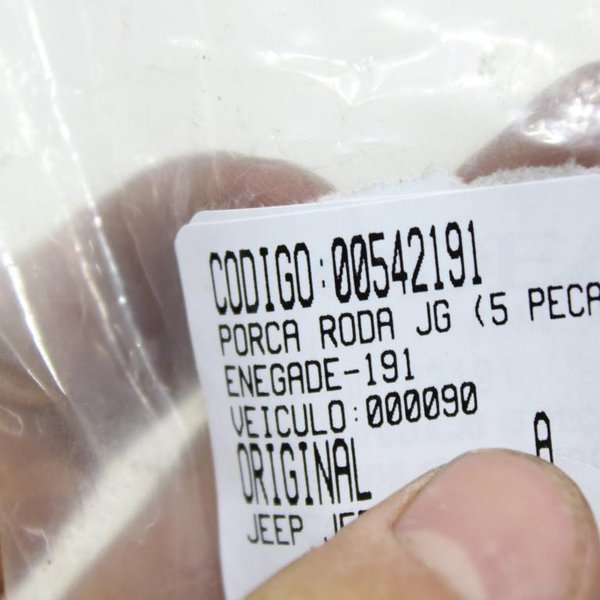 CODIGO:00542191
PORCA RODA JG (5 PECA
ENEGADE-191
VEICULO:000090
ORIGINAL A
JEEP